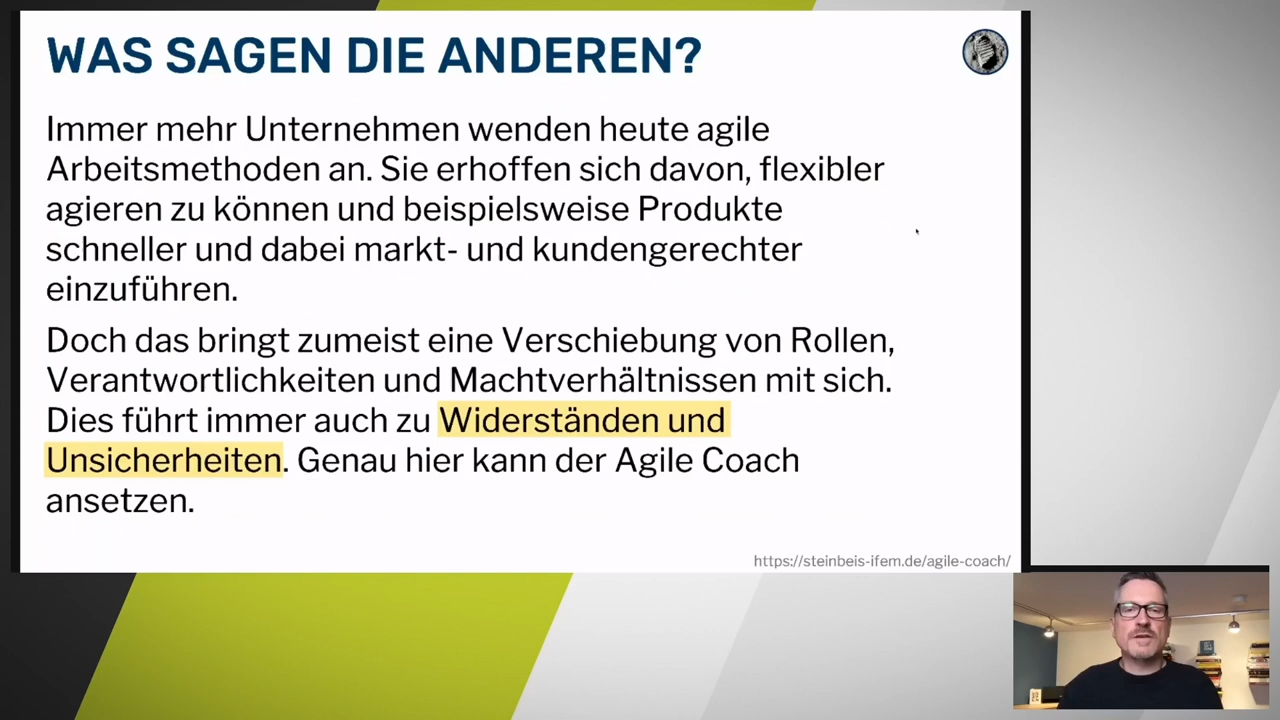 WAS SAGEN DIE ANDEREN?
Immer mehr Unternehmen wenden heute agile
Arbeitsmethoden an. Sie erhoffen sich davon, flexibler
agieren zu können und beispielsweise Produkte
schneller und dabei markt- und kundengerechter
einzuführen.
Doch das bringt zumeist eine Verschiebung von Rollen,
Verantwortlichkeiten und Machtverhältnissen mit sich.
Dies führt immer auch zu Widerständen und
Unsicherheiten. Genau hier kann der Agile Coach
ansetzen.
https://steinbeis-ifem.de/agile-coach/